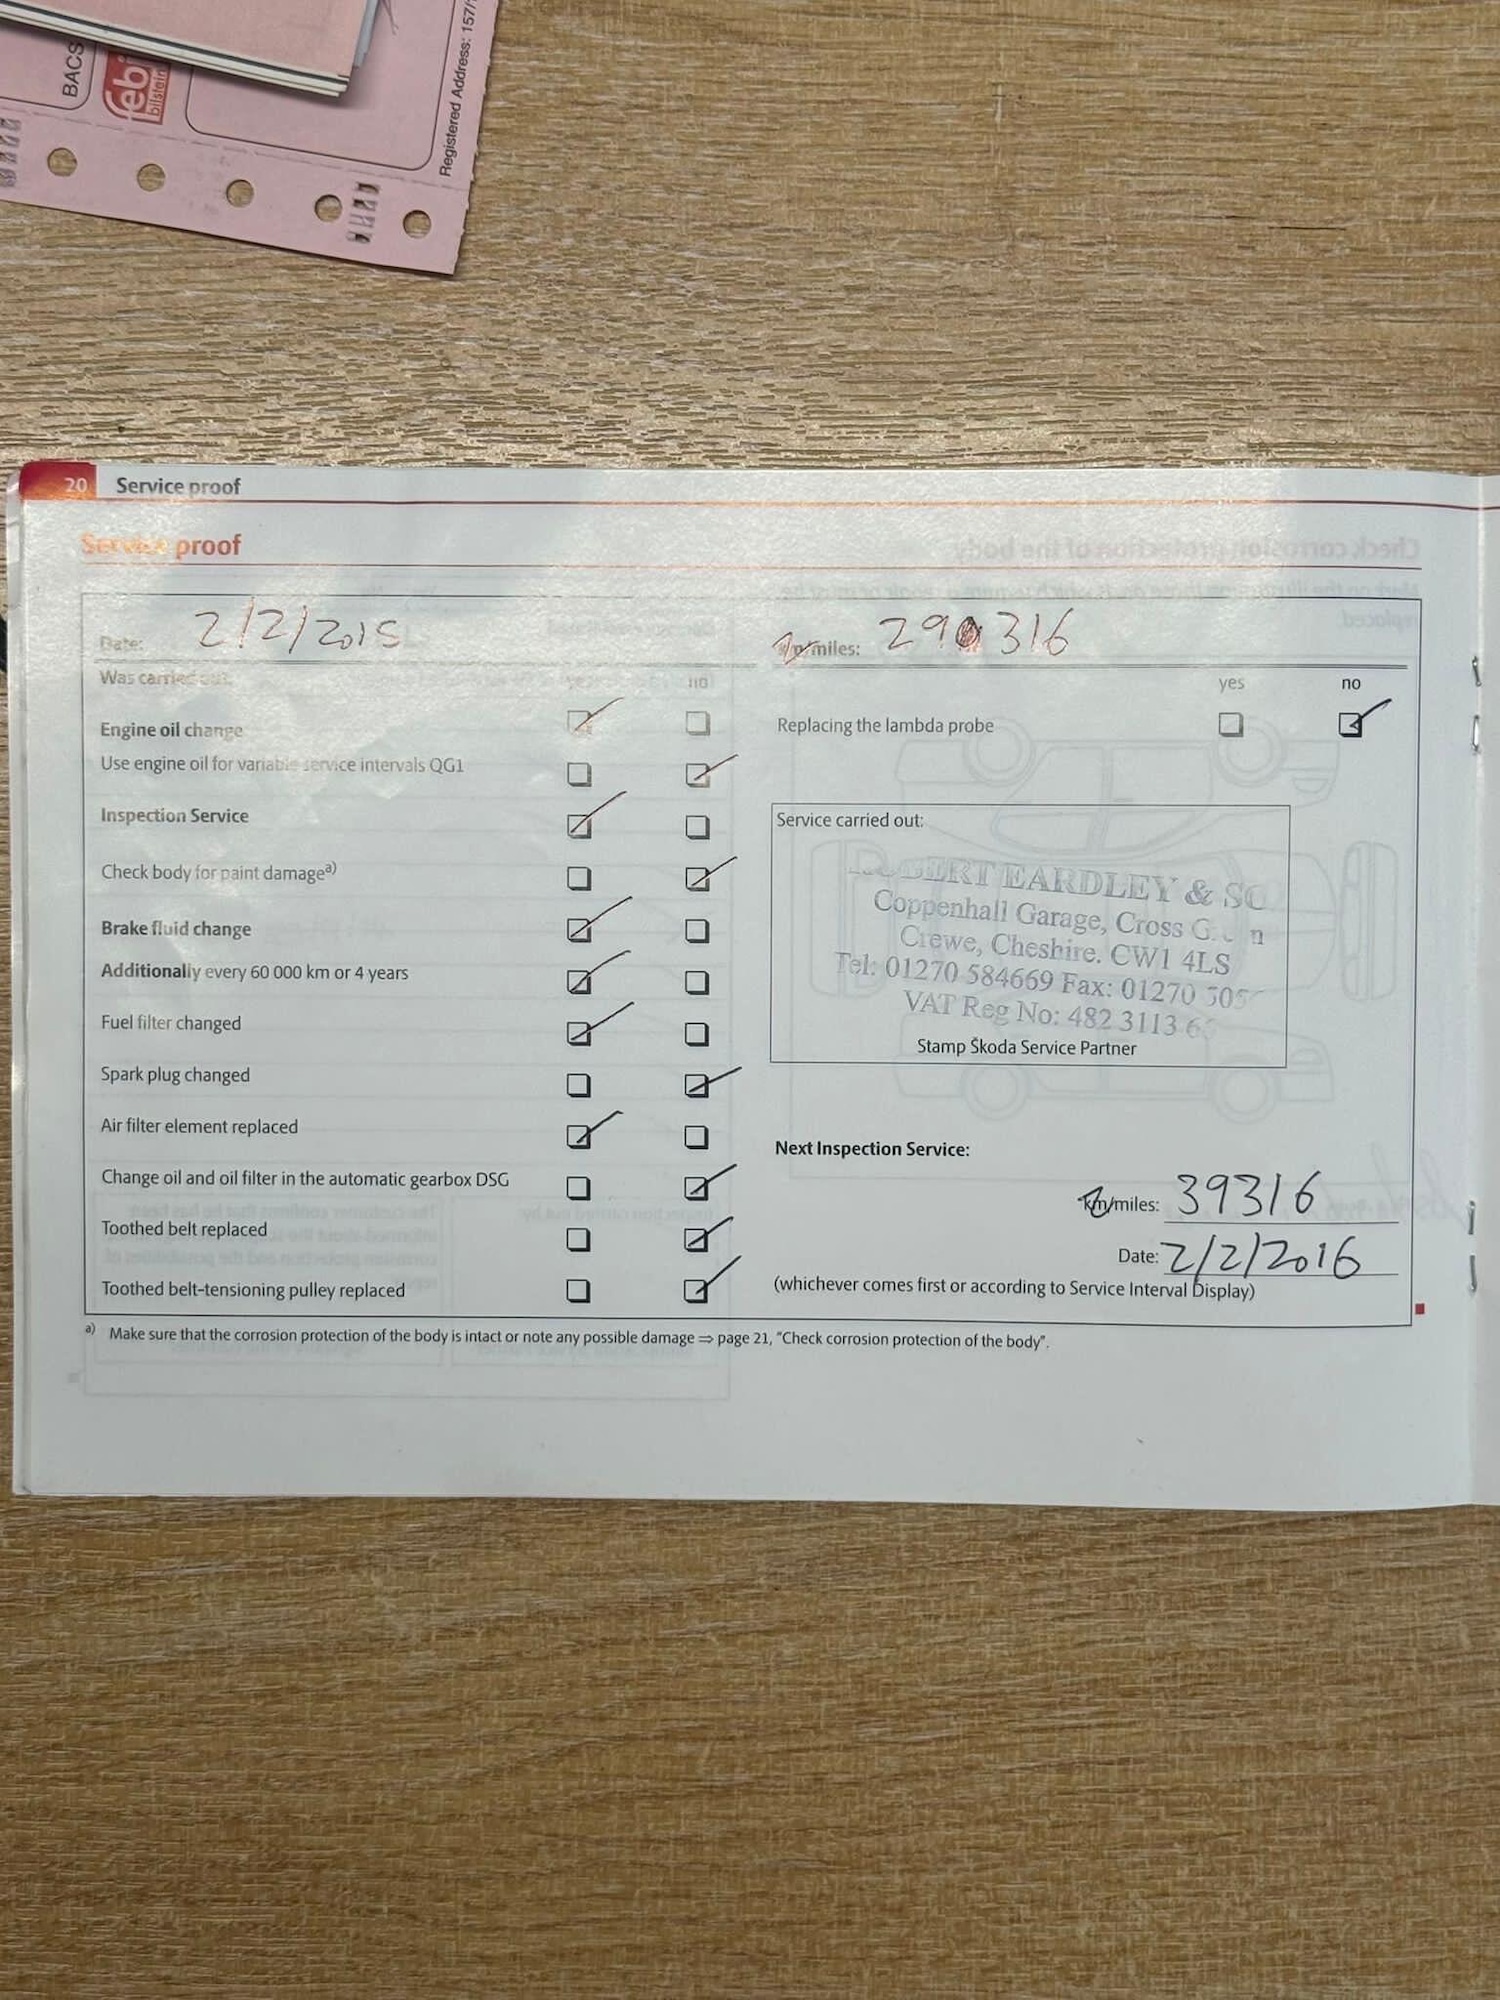 BACS
febi
bilstein
Registered Address: 157/
20 Service proof
Service proof
Date: 2/2/2015
km/miles: 29 316
Was carried out: yes no
Engine oil change
Use engine oil for variable service intervals QG1
Inspection Service
Check body for paint damage a)
Brake fluid change
Additionally every 60 000 km or 4 years
Fuel filter changed
Spark plug changed
Air filter element replaced
Change oil and oil filter in the automatic gearbox DSG
Toothed belt replaced
Toothed belt-tensioning pulley replaced
yes no
Replacing the lambda probe
Service carried out:
EARDLEY &
Coppenhall Garage, Cross
Crewe, Cheshire. CW1 4LS
Tel: 01270 584669 Fax: 01270
VAT Reg No: 482 3113
Stamp Škoda Service Partner
Next Inspection Service:
km/miles: 39316
Date: 2/2/2016
(whichever comes first or according to Service Interval Display)
a) Make sure that the corrosion protection of the body is intact or note any possible damage ⇒ page 21, "Check corrosion protection of the body".